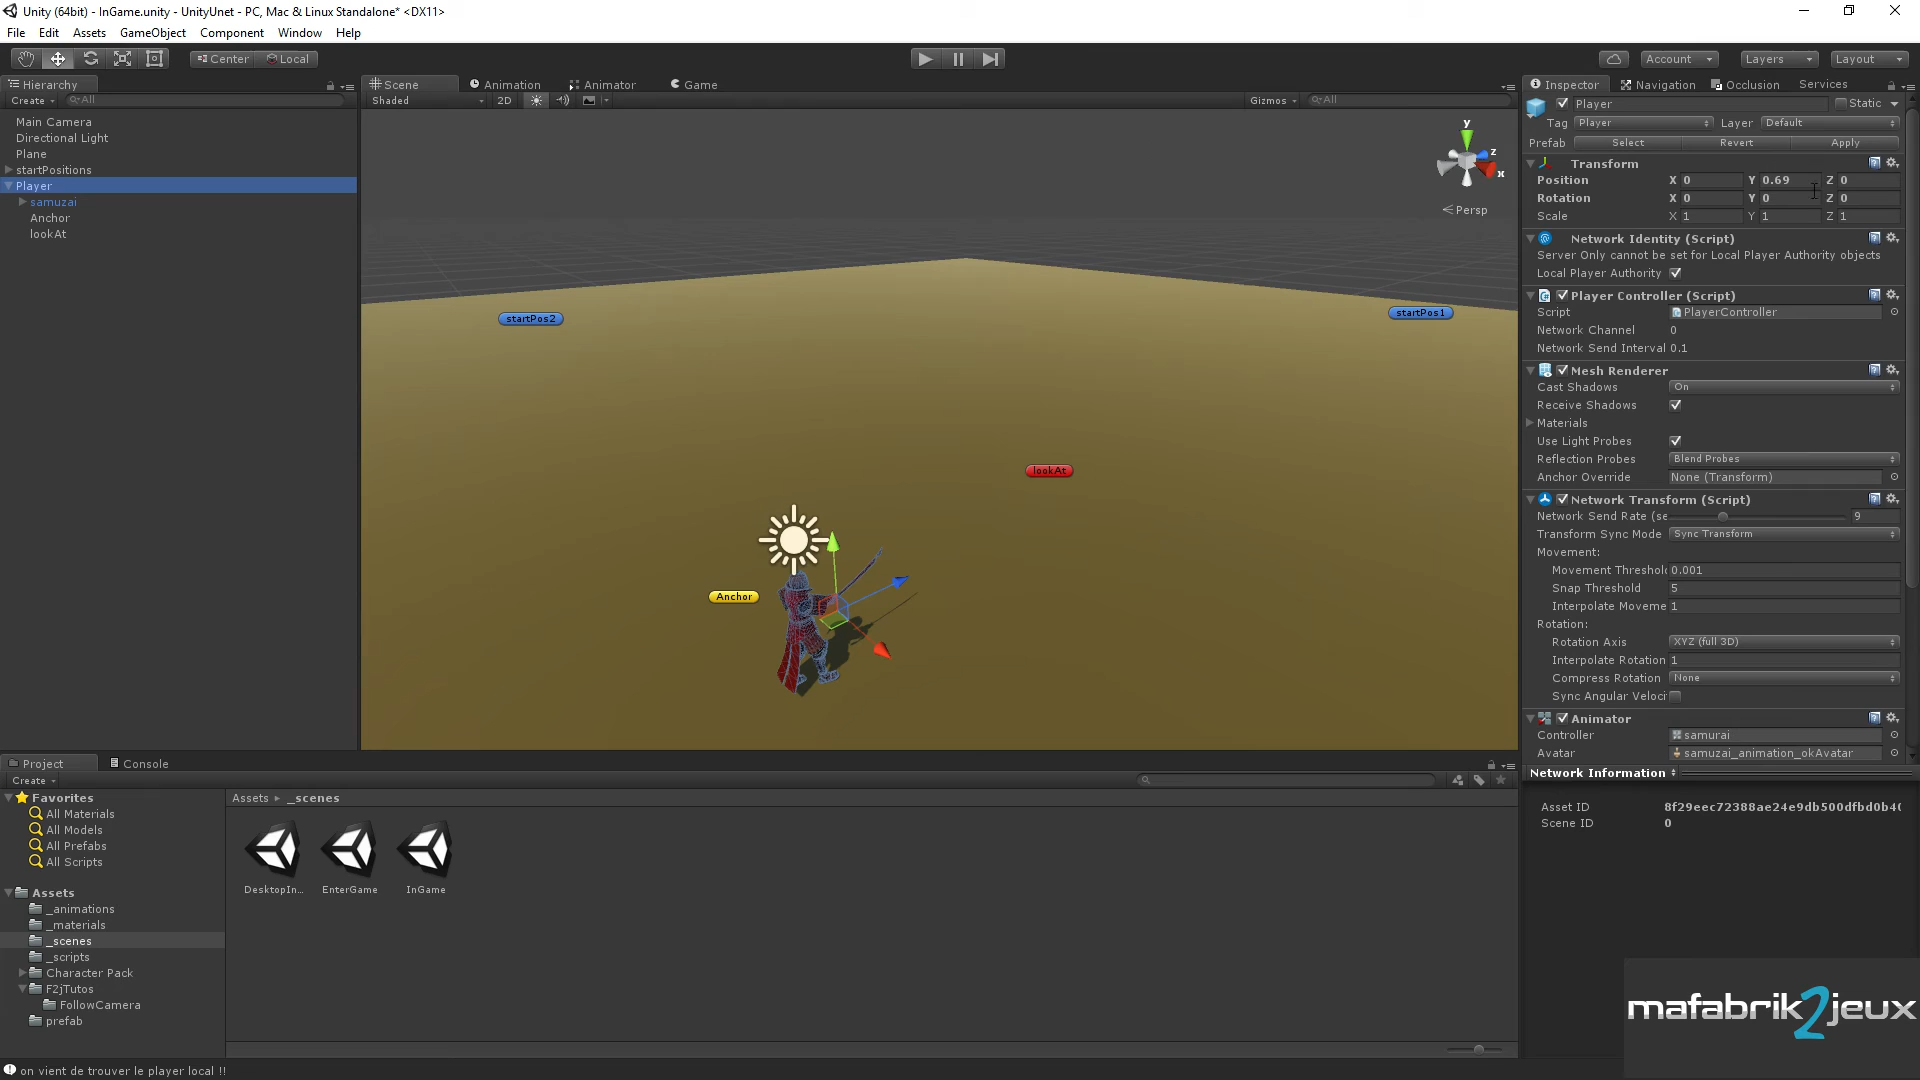 Unity (64bit) - InGame.unity - UnityUnet - PC, Mac & Linux Standalone* <DX11>
File Edit Assets GameObject Component Window Help
Center Local Account Layers Layout
Hierarchy
Create All
Main Camera
Directional Light
Plane
startPositions
Player
samuzai
Anchor
lookAt
Scene Animation Animator Game
Shaded 2D Gizmos All
y
z
x
Persp
startPos2
startPos1
lookAt
Anchor
Inspector Navigation Occlusion Services
Player Static
Tag Player Layer Default
Prefab Select Revert Apply
Transform
Position X 0 Y 0.69 Z 0
Rotation X 0 Y 0 Z 0
Scale X 1 Y 1 Z 1
Network Identity (Script)
Server Only cannot be set for Local Player Authority objects
Local Player Authority
Player Controller (Script)
Script PlayerController
Network Channel 0
Network Send Interval 0.1
Mesh Renderer
Cast Shadows On
Receive Shadows
Materials
Use Light Probes
Reflection Probes Blend Probes
Anchor Override None (Transform)
Network Transform (Script)
Network Send Rate (se 9
Transform Sync Mode Sync Transform
Movement:
Movement Threshol 0.001
Snap Threshold 5
Interpolate Moveme 1
Rotation:
Rotation Axis XYZ (full 3D)
Interpolate Rotation 1
Compress Rotation None
Sync Angular Veloci
Animator
Controller samurai
Avatar samuzai_animation_okAvatar
Network Information
Asset ID 8f29eec72388ae24e9db500dfbd0b4
Scene ID 0
Project Console
Create
Favorites
All Materials
All Models
All Prefabs
All Scripts
Assets
_animations
_materials
_scenes
_scripts
Character Pack
F2jTutos
FollowCamera
prefab
Assets _scenes
DesktopIn... EnterGame InGame
mafabrik2jeux
on vient de trouver le player local !!